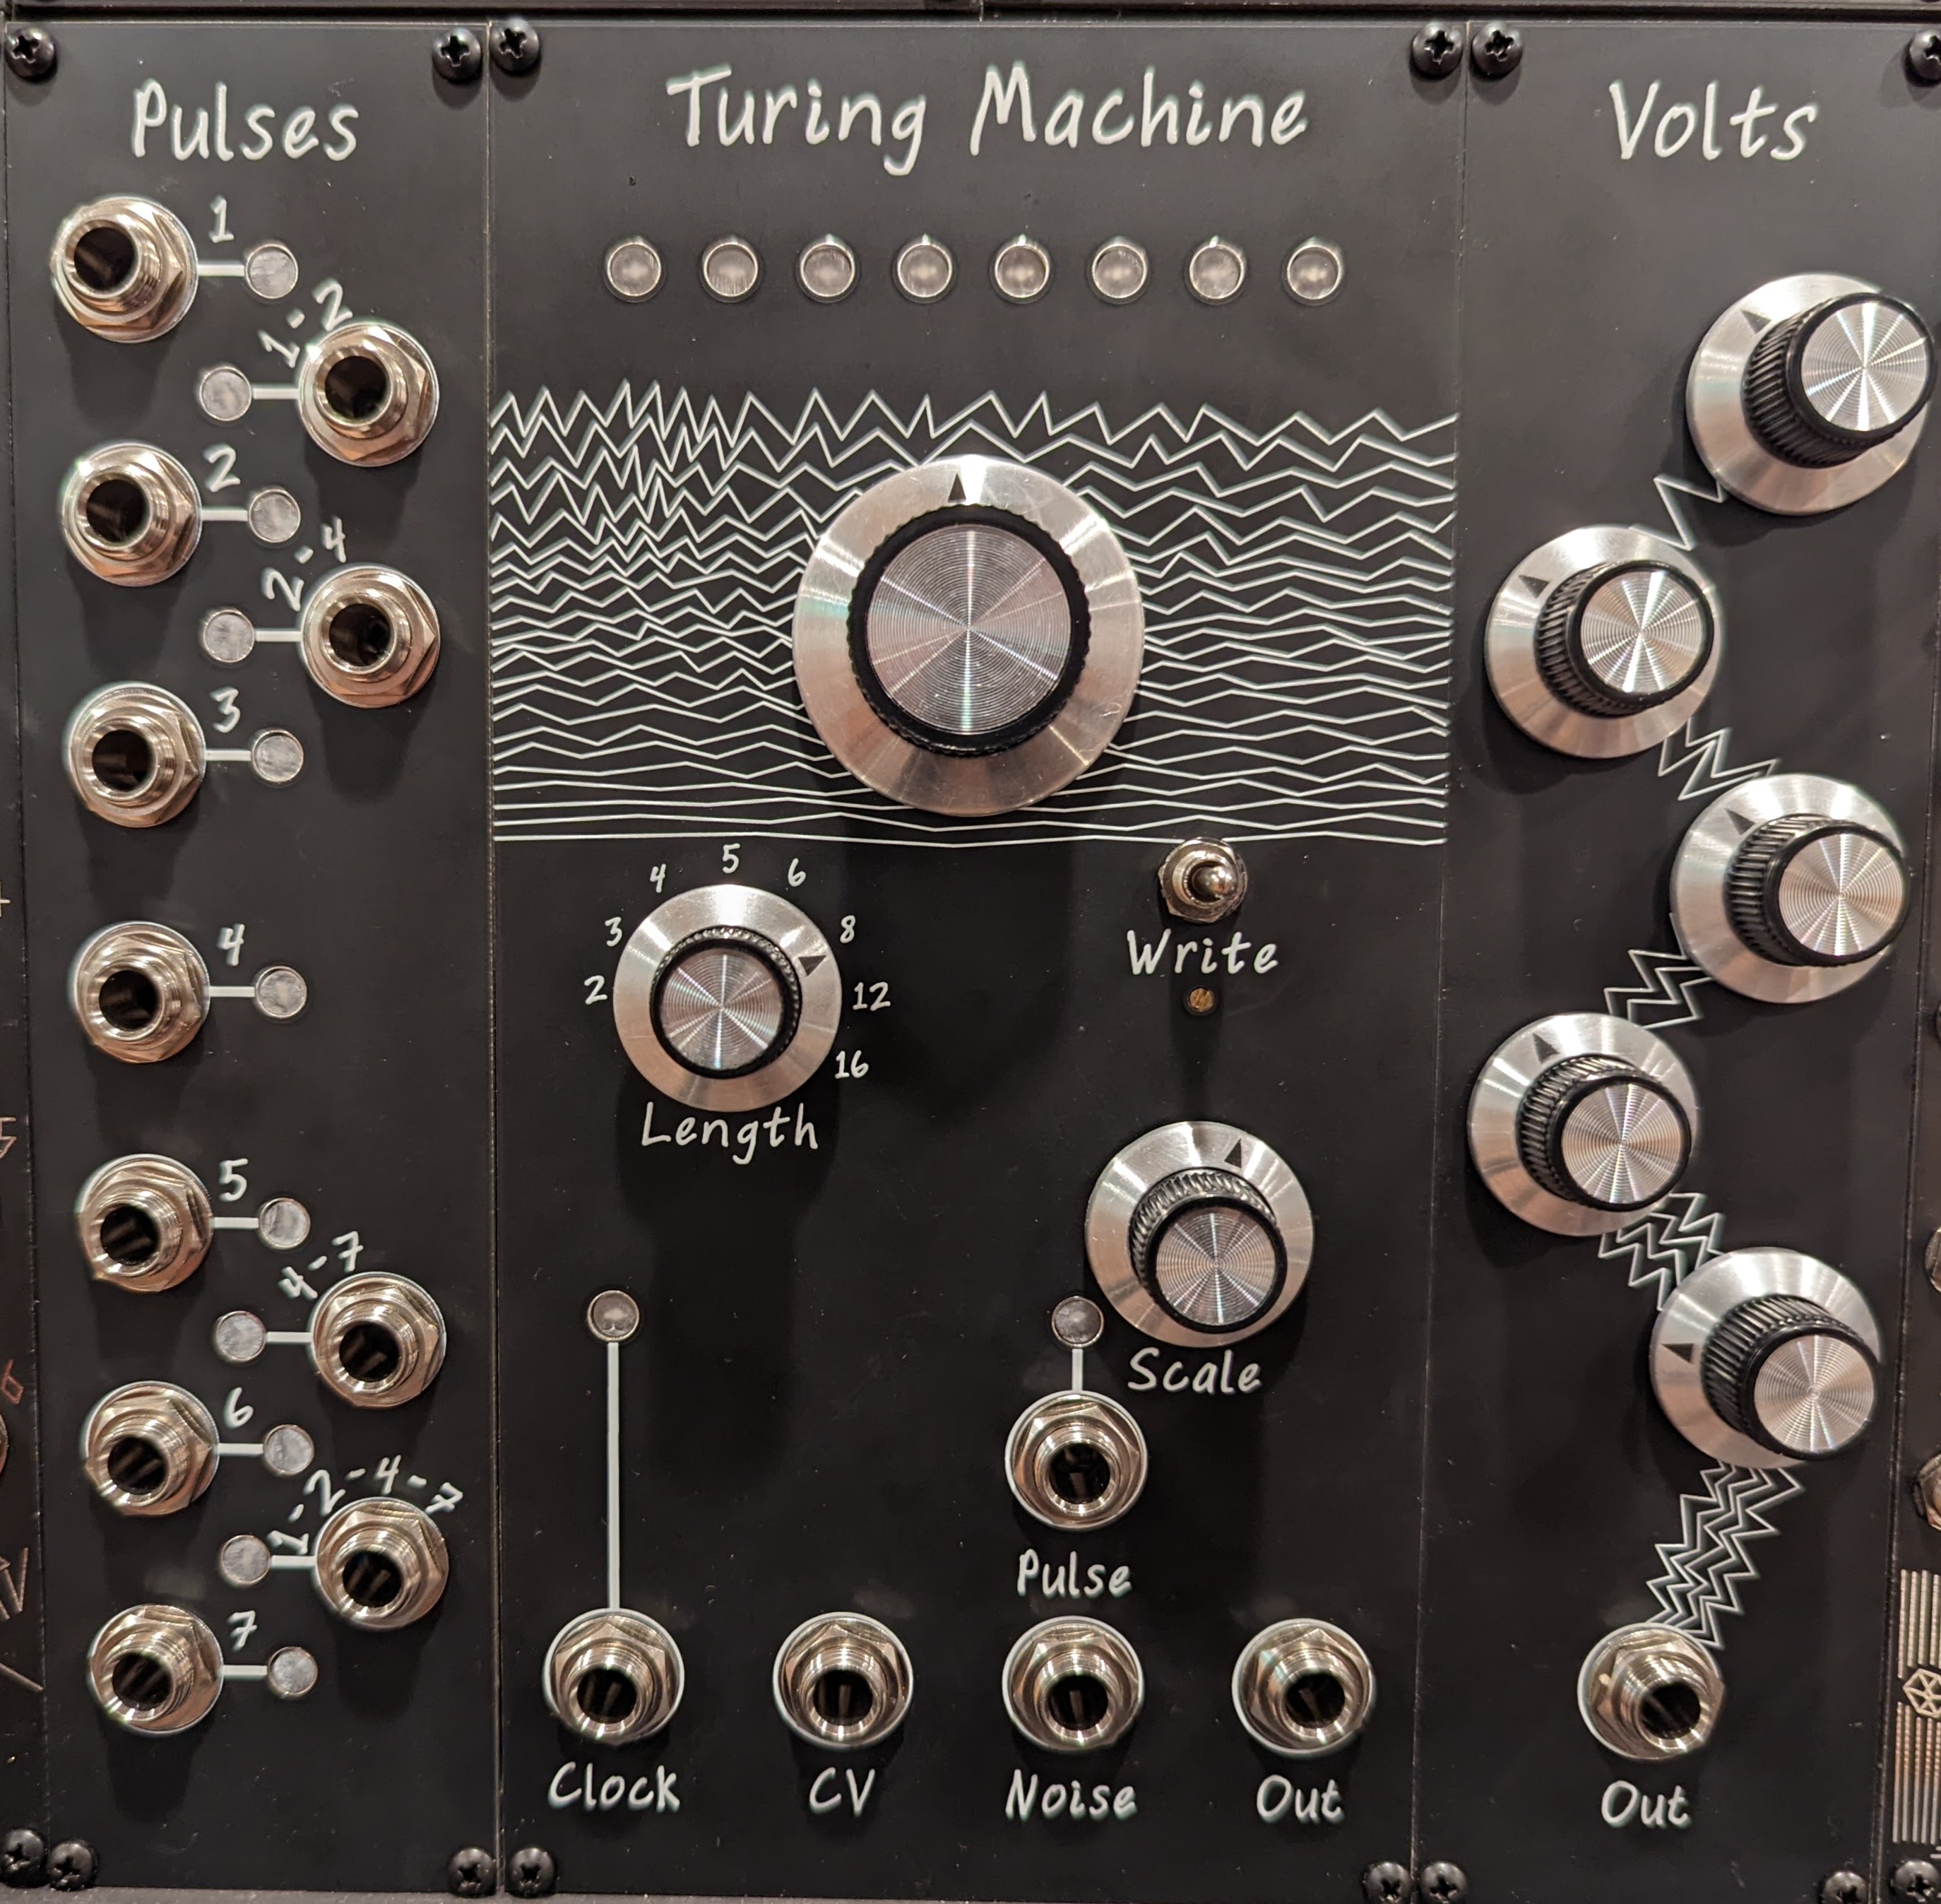 Pulses
1
1-2
2
2-4
3
4
5
4-7
6
1-2-4-7
7
Turing Machine
2
3
4
5
6
8
12
16
Length
Write
Scale
Pulse
Clock
CV
Noise
Out
Volts
Out